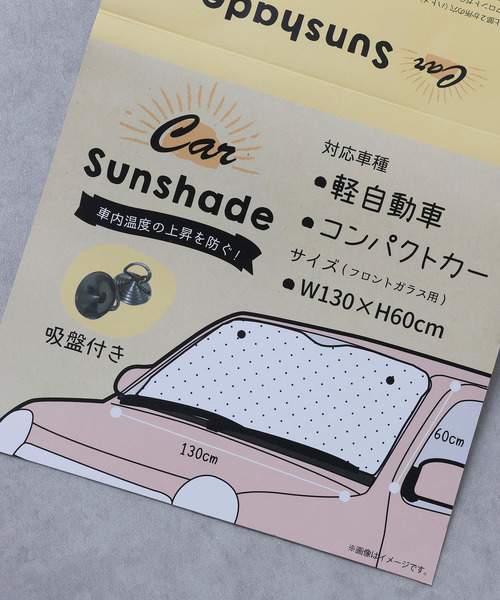 Car
Sunshade
Car
Sunshade
車内温度の上昇を防ぐ!
吸盤付き
対応車種
●軽自動車
●コンパクトカー
サイズ(フロントガラス用)
●W130×H60cm
130cm
60cm
※画像はイメージです。